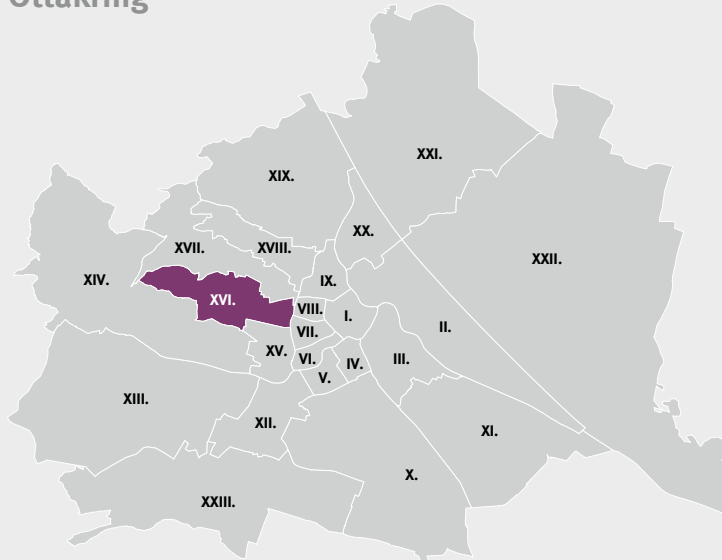 Ottakring
XXI.
XIX.
XX.
XVII.
XVIII.
XXII.
XIV.
IX.
XVI.
VIII.
I.
II.
VII.
XV.
VI.
IV.
III.
V.
XIII.
XII.
XI.
X.
XXIII.